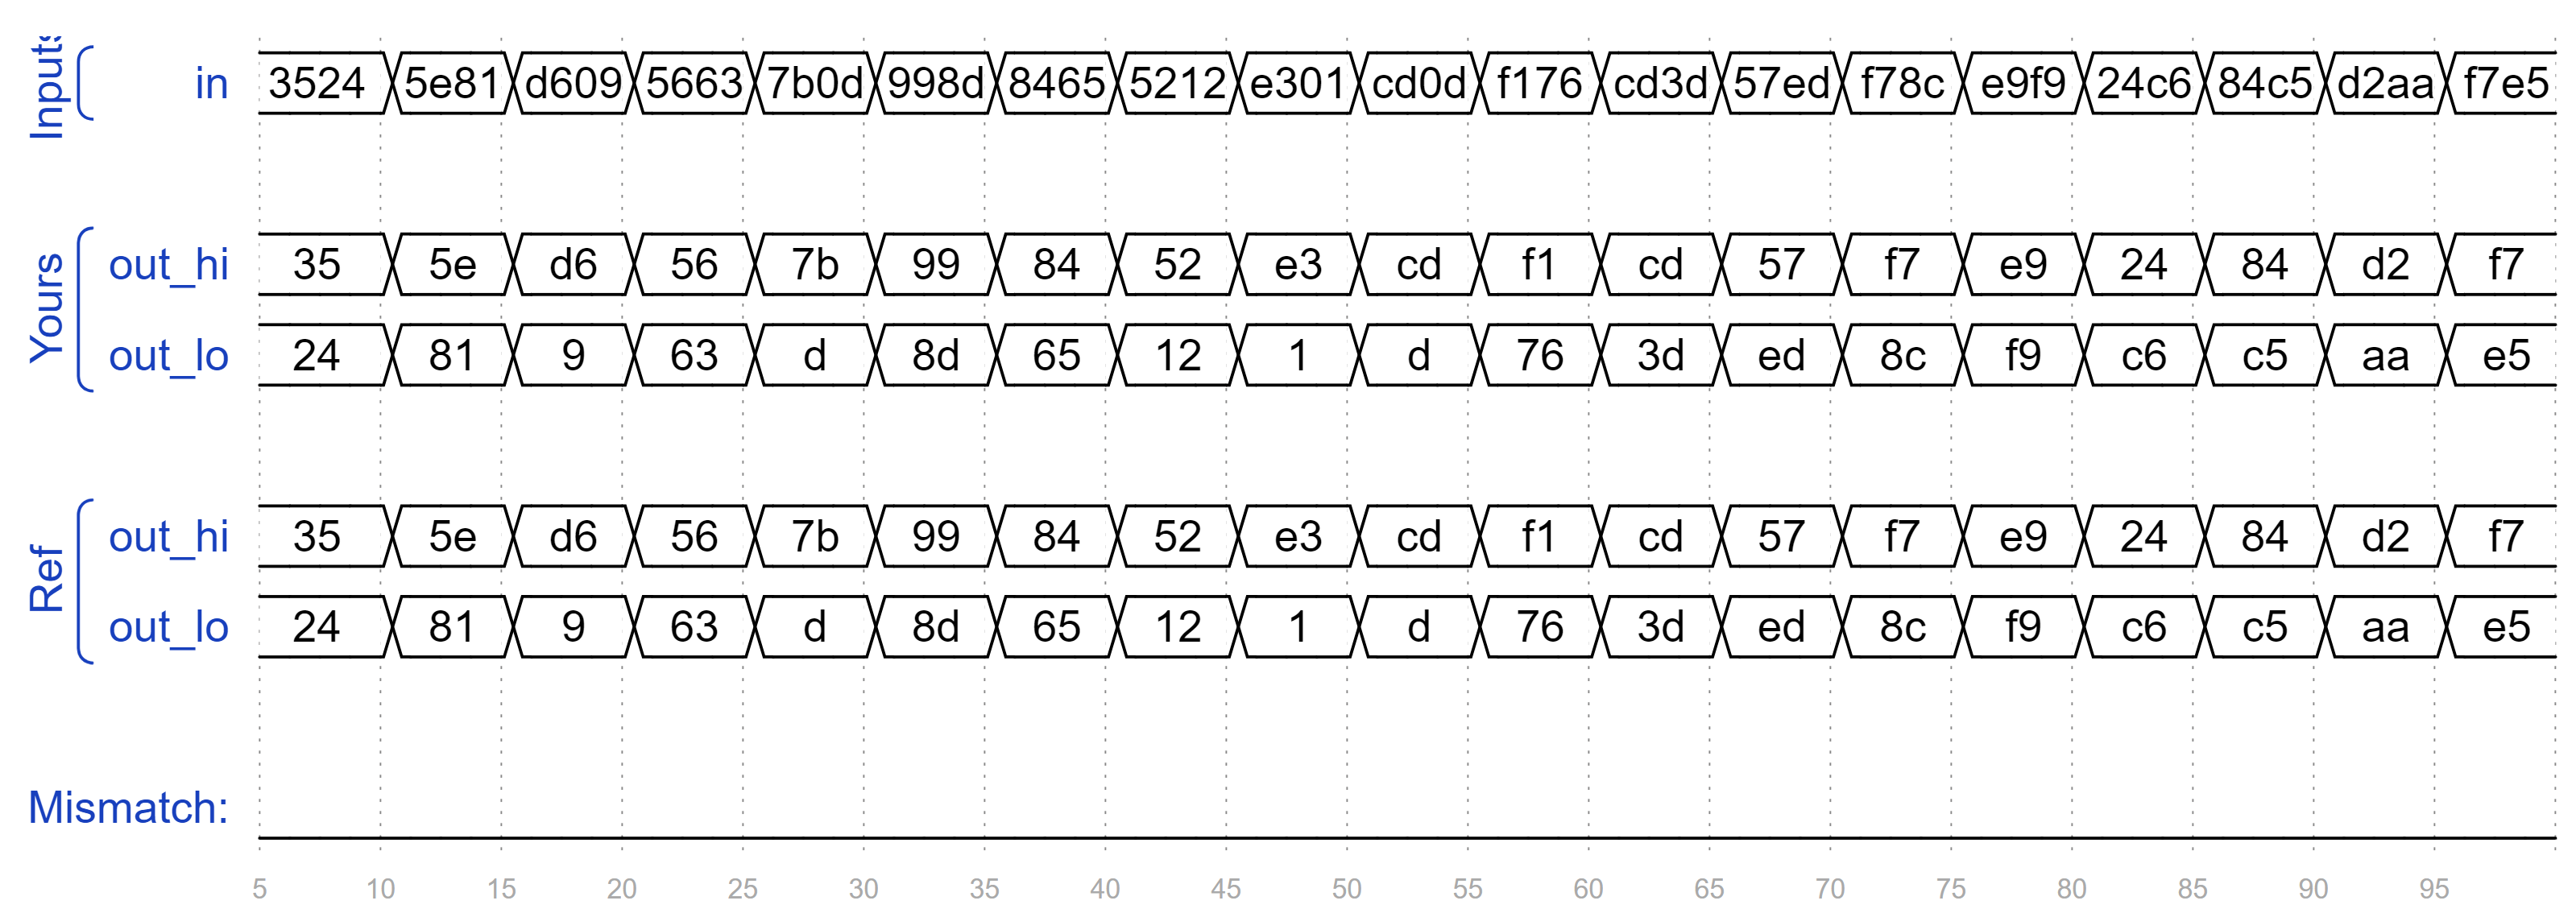 Inputs
in 3524 5e81 d609 5663 7b0d 998d 8465 5212 e301 cd0d f176 cd3d 57ed f78c e9f9 24c6 84c5 d2aa f7e5
Yours
out_hi 35 5e d6 56 7b 99 84 52 e3 cd f1 cd 57 f7 e9 24 84 d2 f7
out_lo 24 81 9 63 d 8d 65 12 1 d 76 3d ed 8c f9 c6 c5 aa e5
Ref
out_hi 35 5e d6 56 7b 99 84 52 e3 cd f1 cd 57 f7 e9 24 84 d2 f7
out_lo 24 81 9 63 d 8d 65 12 1 d 76 3d ed 8c f9 c6 c5 aa e5
Mismatch:
5 10 15 20 25 30 35 40 45 50 55 60 65 70 75 80 85 90 95